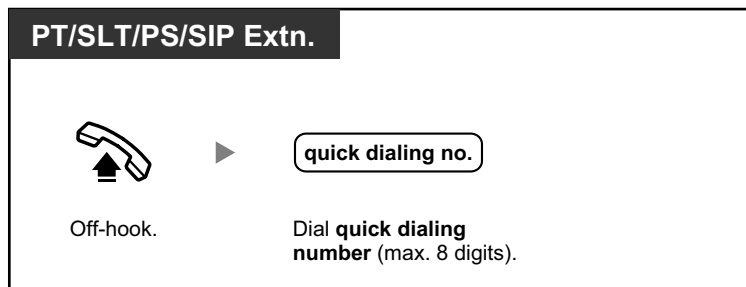 PT/SLT/PS/SIP Extn.
quick dialing no.
Off-hook.
Dial quick dialing
number (max. 8 digits).